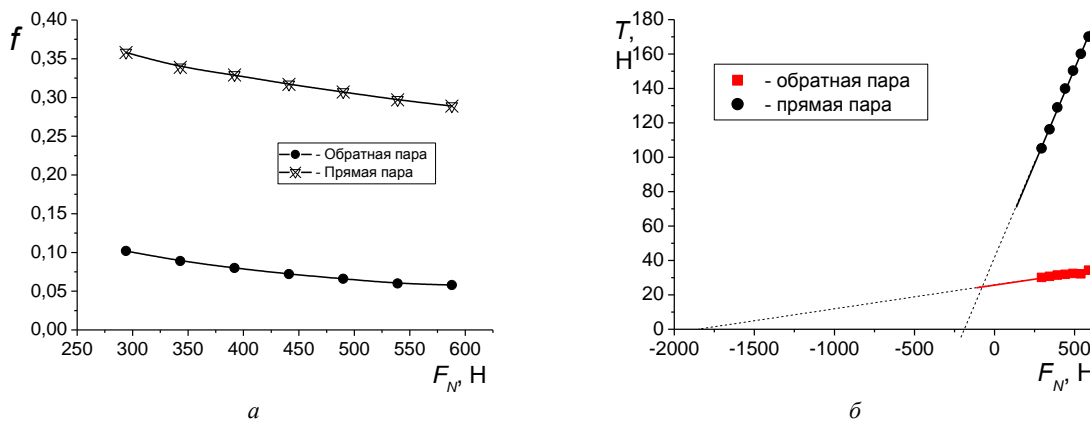 f
0,40
0,35
0,30
0,25
0,20
0,15
0,10
0,05
0,00
250 300 350 400 450 500 550 600
F_N, Н
- Обратная пара
- Прямая пара
а
T,
Н
180
160
140
120
100
80
60
40
20
0
-2000 -1500 -1000 -500 0 500
F_N, Н
- обратная пара
- прямая пара
б